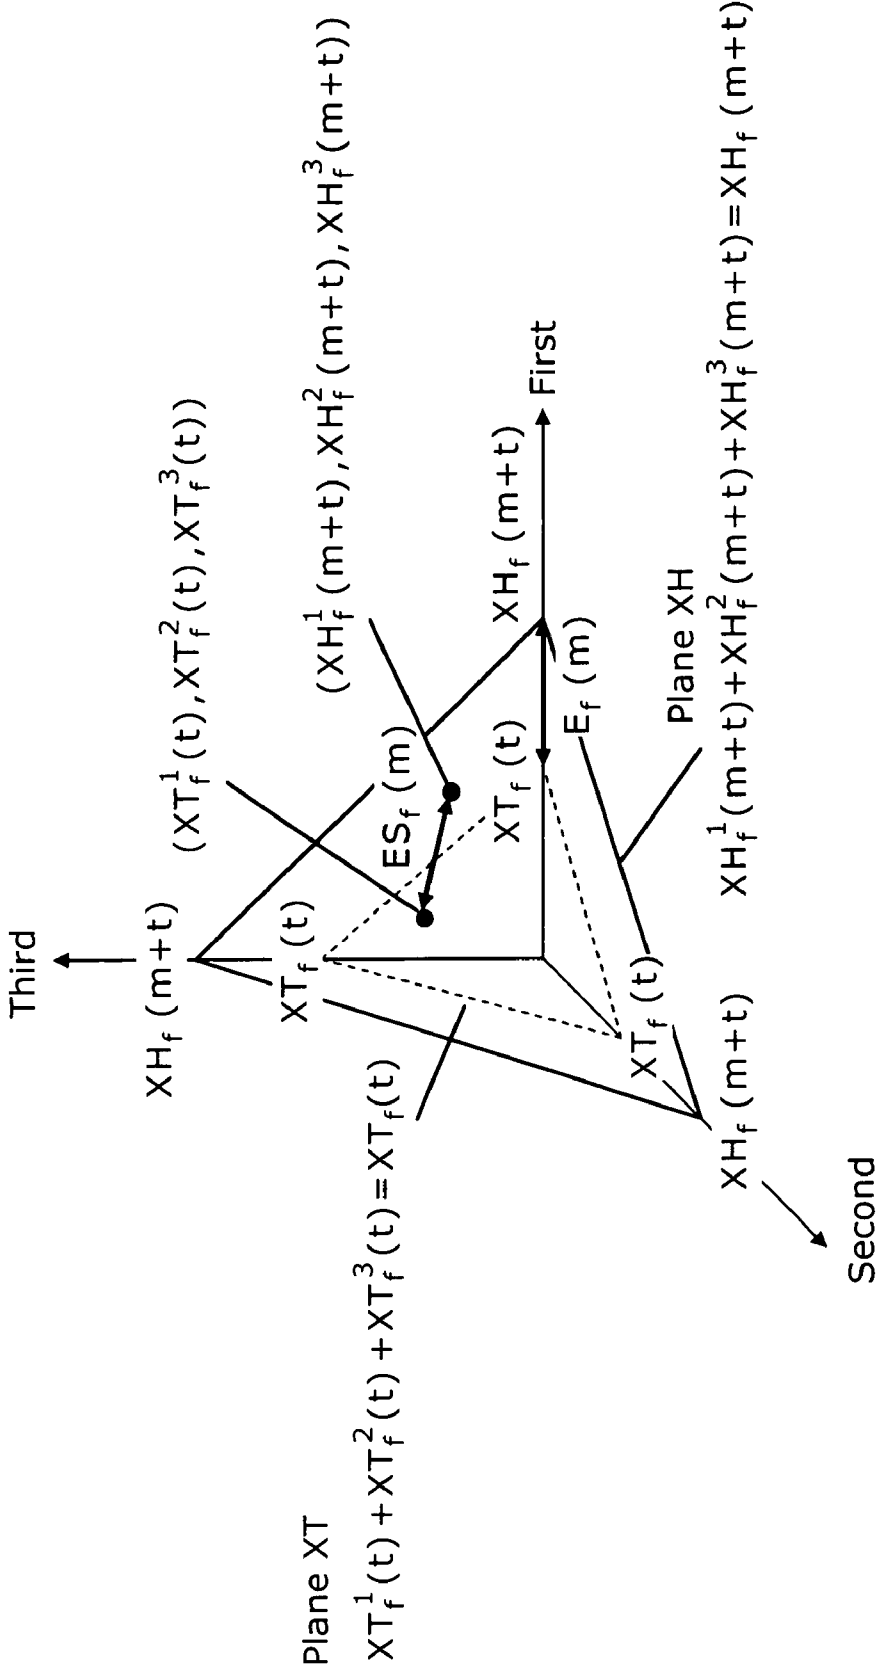 Third
XH_f (m+t)
(XT_f^1(t),XT_f^2(t),XT_f^3(t))
(XH_f^1(m+t),XH_f^2(m+t),XH_f^3(m+t))
XT_f (t)
ES_f (m)
Plane XT
XT_f^1(t)+XT_f^2(t)+XT_f^3(t)=XT_f(t)
XT_f (t)
XH_f (m+t)
First
E_f (m)
XT_f (t)
Plane XH
XH_f^1(m+t)+XH_f^2(m+t)+XH_f^3(m+t)=XH_f (m+t)
XH_f (m+t)
Second